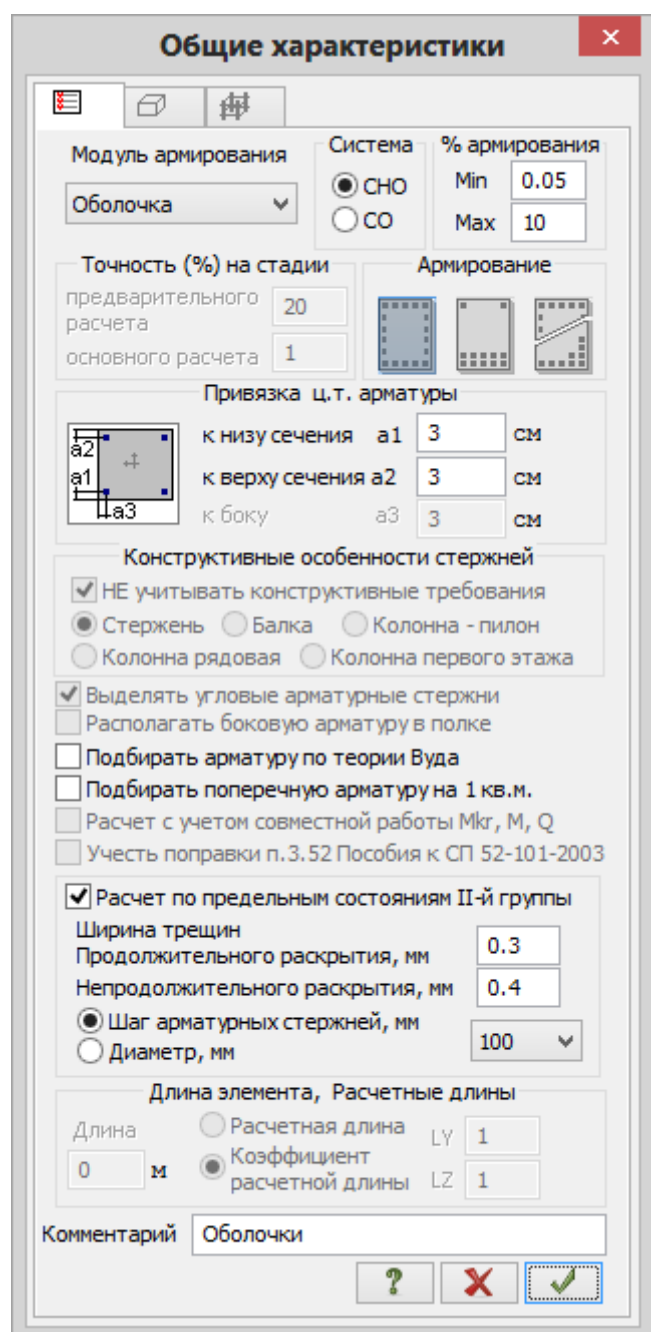 Общие характеристики
Модуль армирования
Оболочка
Система
СНО
СО
% армирования
Min 0.05
Max 10
Точность (%) на стадии
предварительного
расчета
20
основного расчета 1
Армирование
Привязка ц.т. арматуры
a2
a1
a3
к низу сечения a1 3 см
к верху сечения a2 3 см
к боку a3 3 см
Конструктивные особенности стержней
НЕ учитывать конструктивные требования
Стержень Балка Колонна - пилон
Колонна рядовая Колонна первого этажа
Выделять угловые арматурные стержни
Располагать боковую арматуру в полке
Подбирать арматуру по теории Вуда
Подбирать поперечную арматуру на 1 кв.м.
Расчет с учетом совместной работы Mkr, M, Q
Учесть поправки п.3.52 Пособия к СП 52-101-2003
Расчет по предельным состояниям II-й группы
Ширина трещин
Продолжительного раскрытия, мм 0.3
Непродолжительного раскрытия, мм 0.4
Шаг арматурных стержней, мм
Диаметр, мм
100
Длина элемента, Расчетные длины
Длина
0 м
Расчетная длина
Коэффициент
расчетной длины
LY 1
LZ 1
Комментарий Оболочки
?